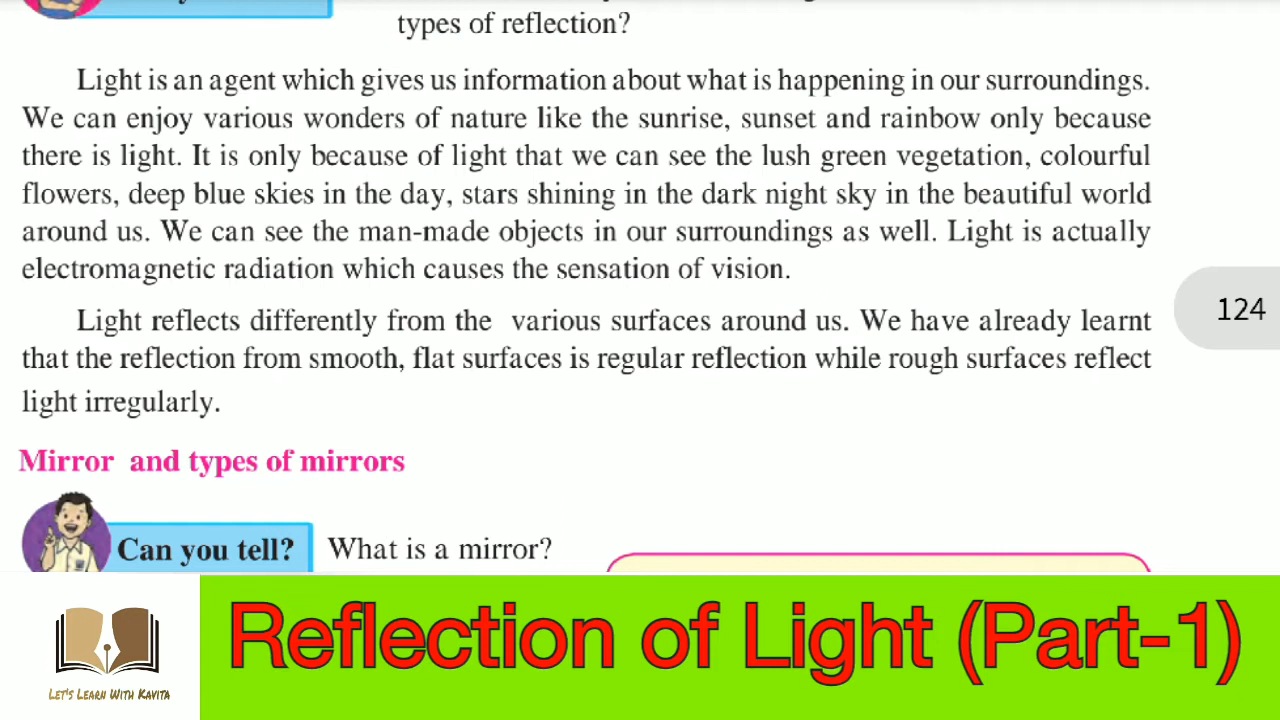 types of reflection?
Light is an agent which gives us information about what is happening in our surroundings.
We can enjoy various wonders of nature like the sunrise, sunset and rainbow only because
there is light. It is only because of light that we can see the lush green vegetation, colourful
flowers, deep blue skies in the day, stars shining in the dark night sky in the beautiful world
around us. We can see the man-made objects in our surroundings as well. Light is actually
electromagnetic radiation which causes the sensation of vision.
Light reflects differently from the various surfaces around us. We have already learnt
that the reflection from smooth, flat surfaces is regular reflection while rough surfaces reflect
light irregularly.
124
Mirror and types of mirrors
Can you tell? What is a mirror?
Reflection of Light (Part-1)
LET'S LEARN WITH KAVITA